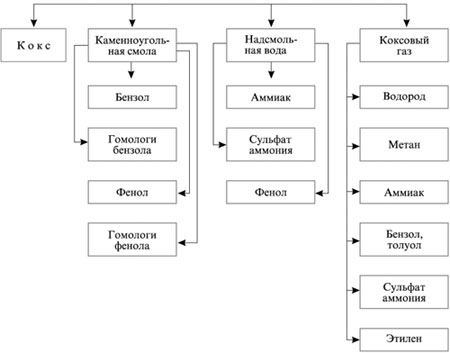 Кокс
Каменноуголь-
ная смола
Надсмоль-
ная вода
Коксовый
газ
Бензол
Гомологи
бензола
Фенол
Гомологи
фенола
Аммиак
Сульфат
аммония
Фенол
Водород
Метан
Аммиак
Бензол,
толуол
Сульфат
аммония
Этилен